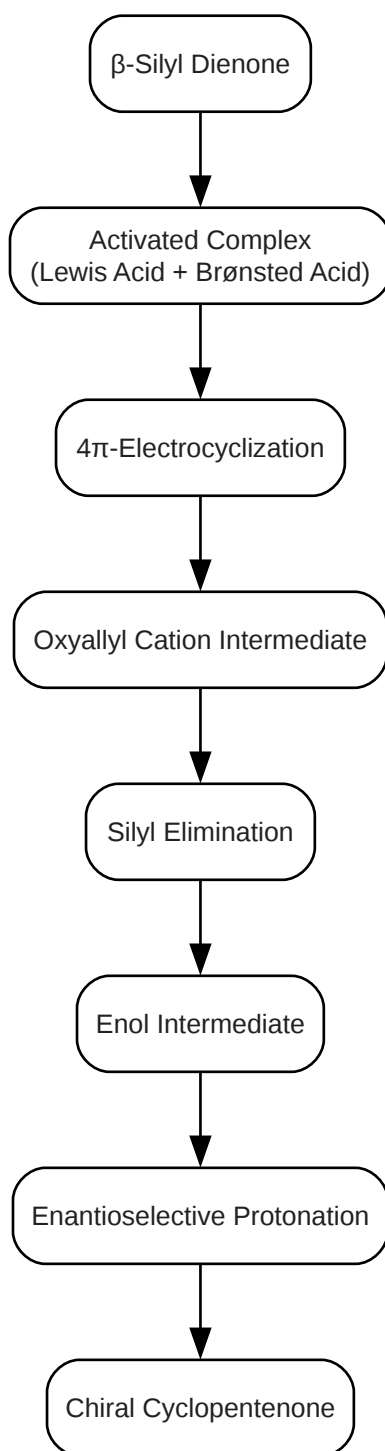 β-Silyl Dienone
Activated Complex
(Lewis Acid + Brønsted Acid)
4π-Electrocyclization
Oxyallyl Cation Intermediate
Silyl Elimination
Enol Intermediate
Enantioselective Protonation
Chiral Cyclopentenone